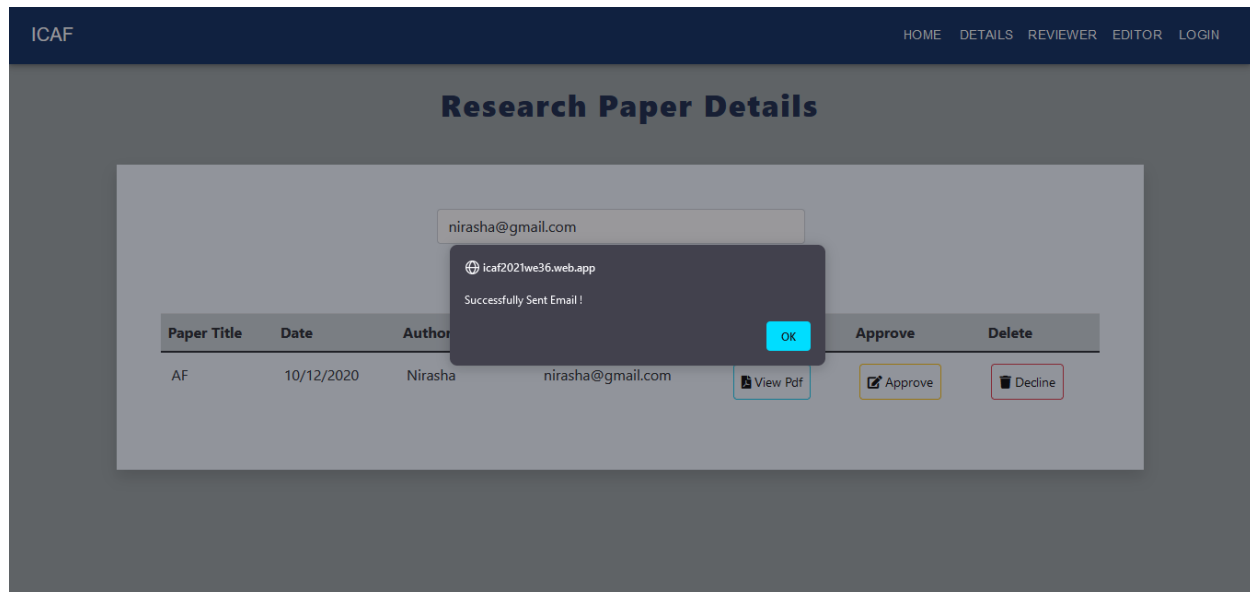 ICAF
HOME DETAILS REVIEWER EDITOR LOGIN
Research Paper Details
nirasha@gmail.com
icaf2021we36.web.app
Successfully Sent Email !
OK
Paper Title Date Author Approve Delete
AF 10/12/2020 Nirasha nirasha@gmail.com View Pdf Approve Decline